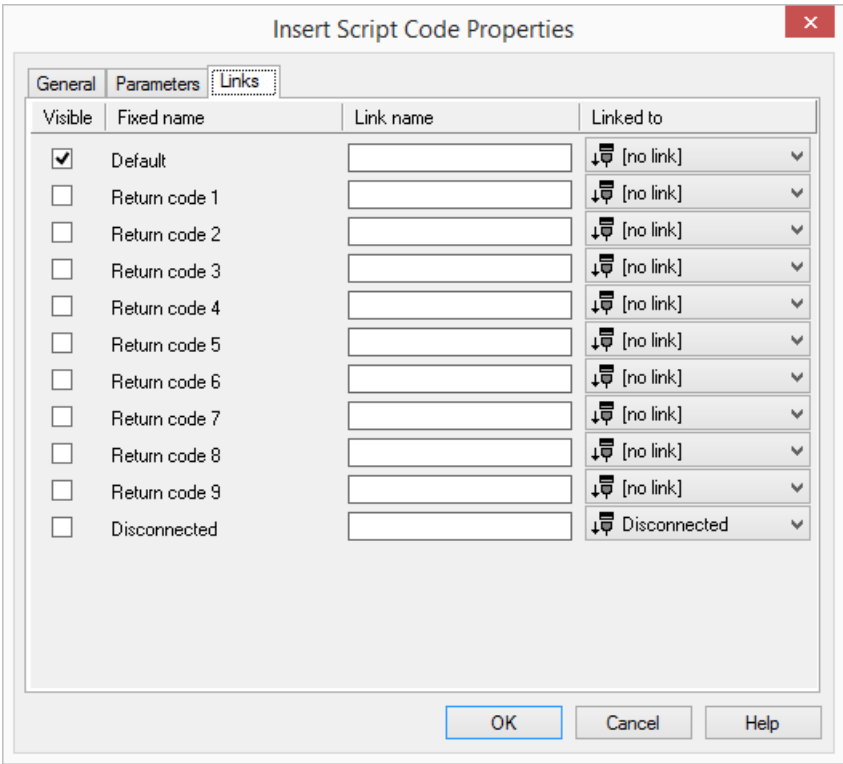 Insert Script Code Properties
General Parameters Links
Visible Fixed name Link name Linked to
Default [no link]
Return code 1 [no link]
Return code 2 [no link]
Return code 3 [no link]
Return code 4 [no link]
Return code 5 [no link]
Return code 6 [no link]
Return code 7 [no link]
Return code 8 [no link]
Return code 9 [no link]
Disconnected Disconnected
OK Cancel Help